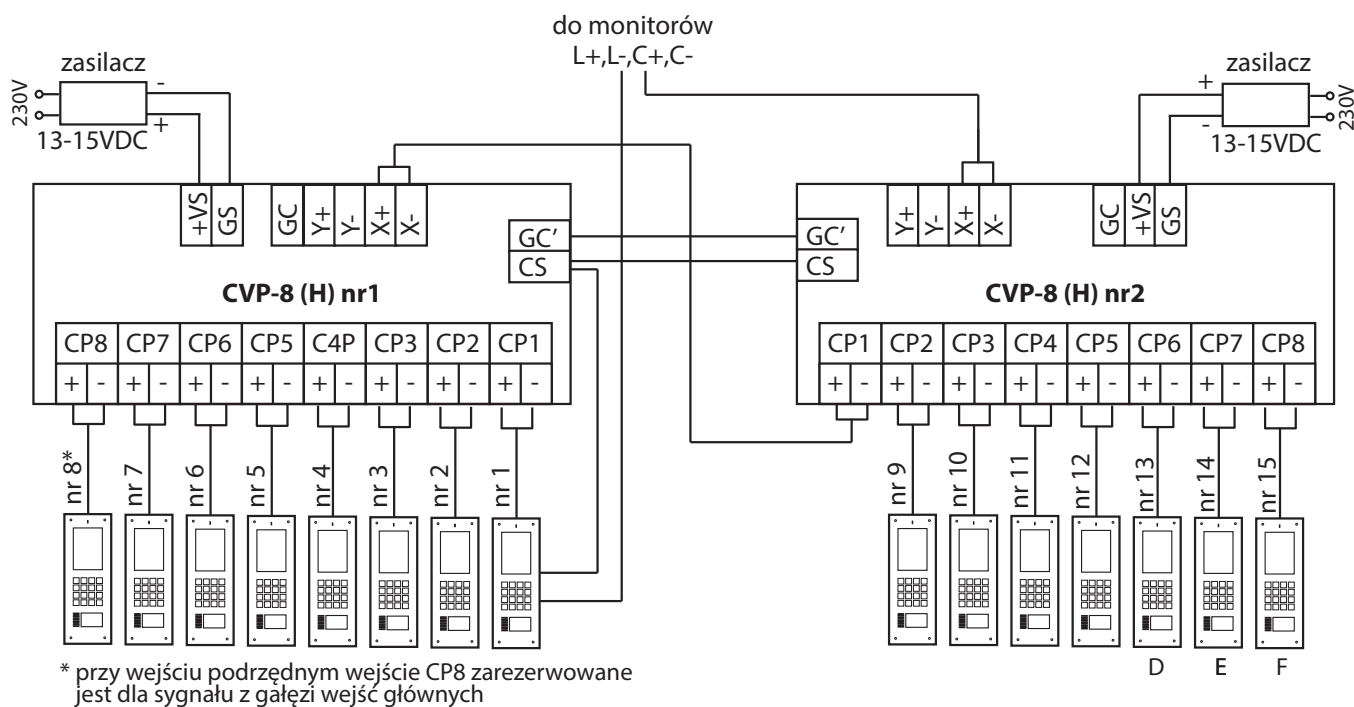 do monitorów
L+,L-,C+,C-
zasilacz
230V
-
+
13-15VDC
zasilacz
+
-
230V
13-15VDC
+VS GS GC Y+ Y- X+ X-
Y+ Y- X+ X- GC +VS GS
GC'
CS
GC'
CS
CVP-8 (H) nr1
CVP-8 (H) nr2
CP8 CP7 CP6 CP5 C4P CP3 CP2 CP1
+ - + - + - + - + - + - + - + -
CP1 CP2 CP3 CP4 CP5 CP6 CP7 CP8
+ - + - + - + - + - + - + - + -
nr 8* nr 7 nr 6 nr 5 nr 4 nr 3 nr 2 nr 1
nr 9 nr 10 nr 11 nr 12 nr 13 nr 14 nr 15
D E F
* przy wejściu podrzędnym wejście CP8 zarezerwowane
jest dla sygnału z gałęzi wejść głównych